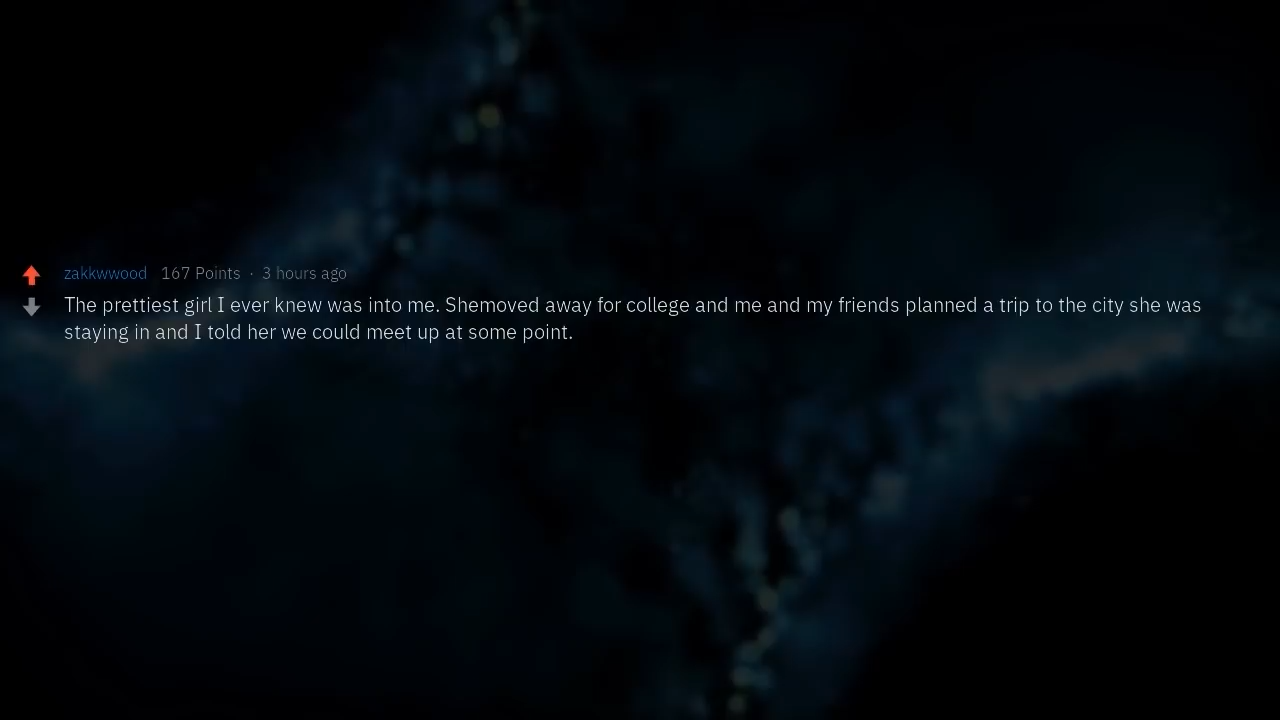 zakkwwood 167 Points · 3 hours ago
The prettiest girl I ever knew was into me. Shemoved away for college and me and my friends planned a trip to the city she was
staying in and I told her we could meet up at some point.